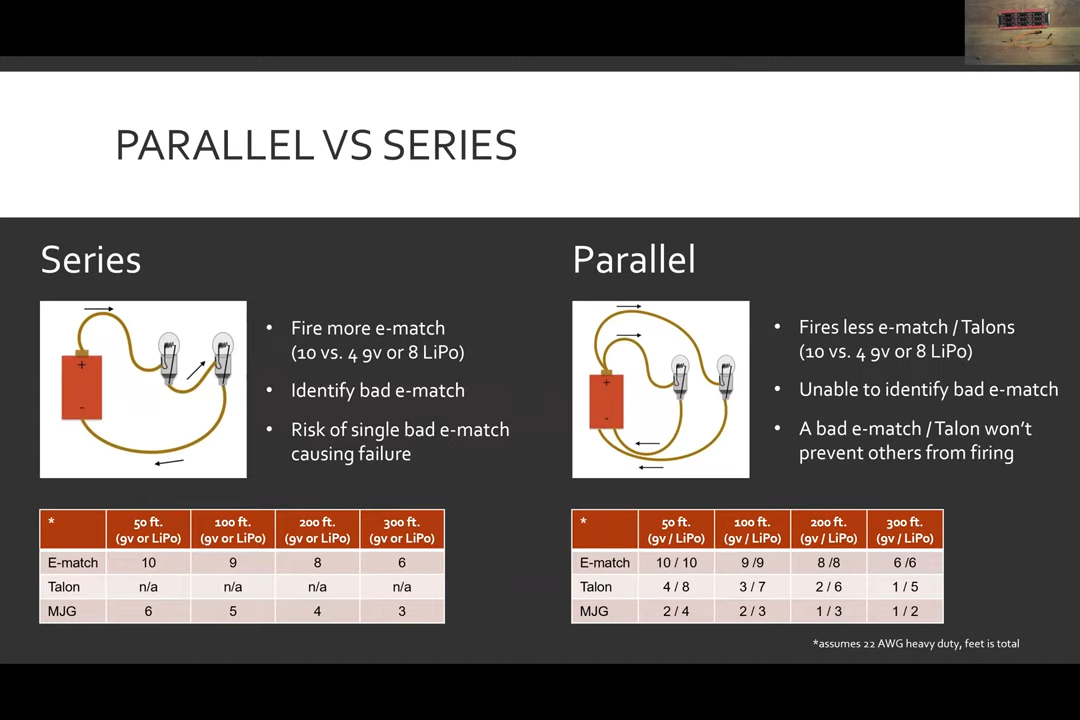 PARALLEL VS SERIES
Series
+
-
• Fire more e-match
(10 vs. 4 9v or 8 LiPo)
• Identify bad e-match
• Risk of single bad e-match
causing failure
* 50 ft. 100 ft. 200 ft. 300 ft.
(9v or LiPo) (9v or LiPo) (9v or LiPo) (9v or LiPo)
E-match 10 9 8 6
Talon n/a n/a n/a n/a
MJG 6 5 4 3
Parallel
+
-
• Fires less e-match / Talons
(10 vs. 4 9v or 8 LiPo)
• Unable to identify bad e-match
• A bad e-match / Talon won’t
prevent others from firing
* 50 ft. 100 ft. 200 ft. 300 ft.
(9v / LiPo) (9v / LiPo) (9v / LiPo) (9v / LiPo)
E-match 10 / 10 9 /9 8 /8 6 /6
Talon 4 / 8 3 / 7 2 / 6 1 / 5
MJG 2 / 4 2 / 3 1 / 3 1 / 2
*assumes 22 AWG heavy duty, feet is total